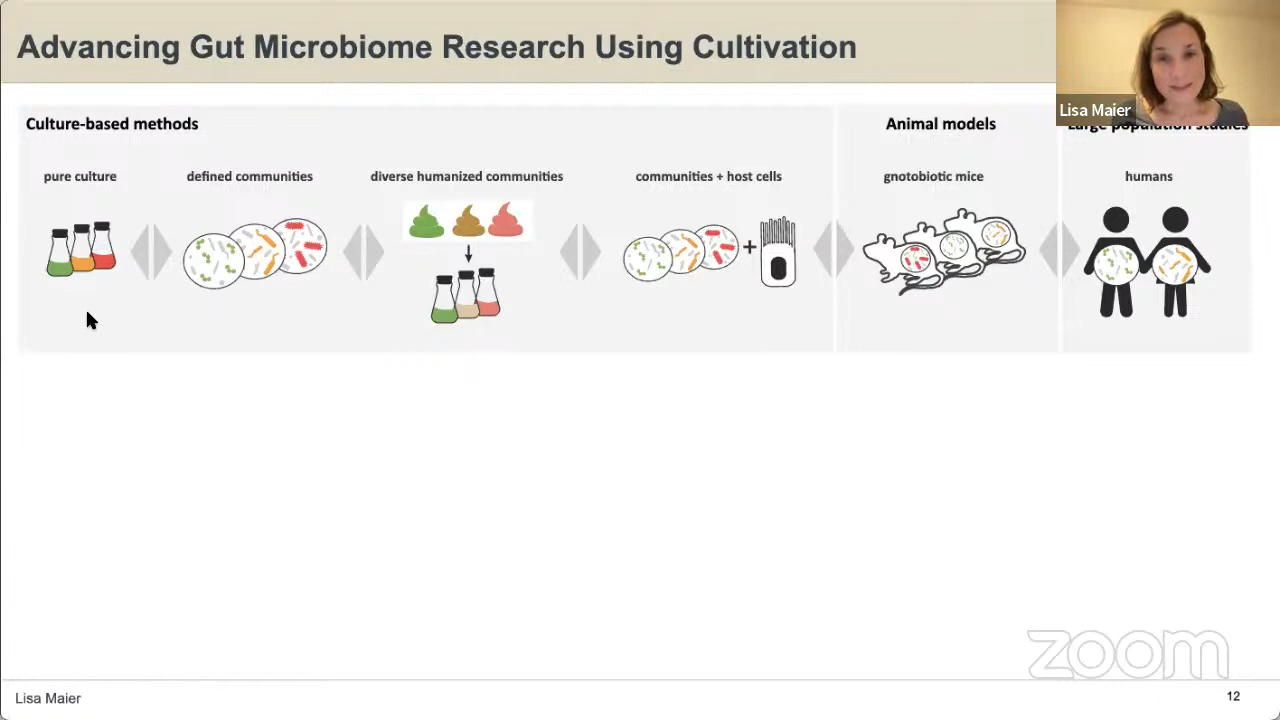 Advancing Gut Microbiome Research Using Cultivation
Lisa Maier
Culture-based methods
Animal models
Large population studies
pure culture
defined communities
diverse humanized communities
communities + host cells
gnotobiotic mice
humans
+
zoom
Lisa Maier
12